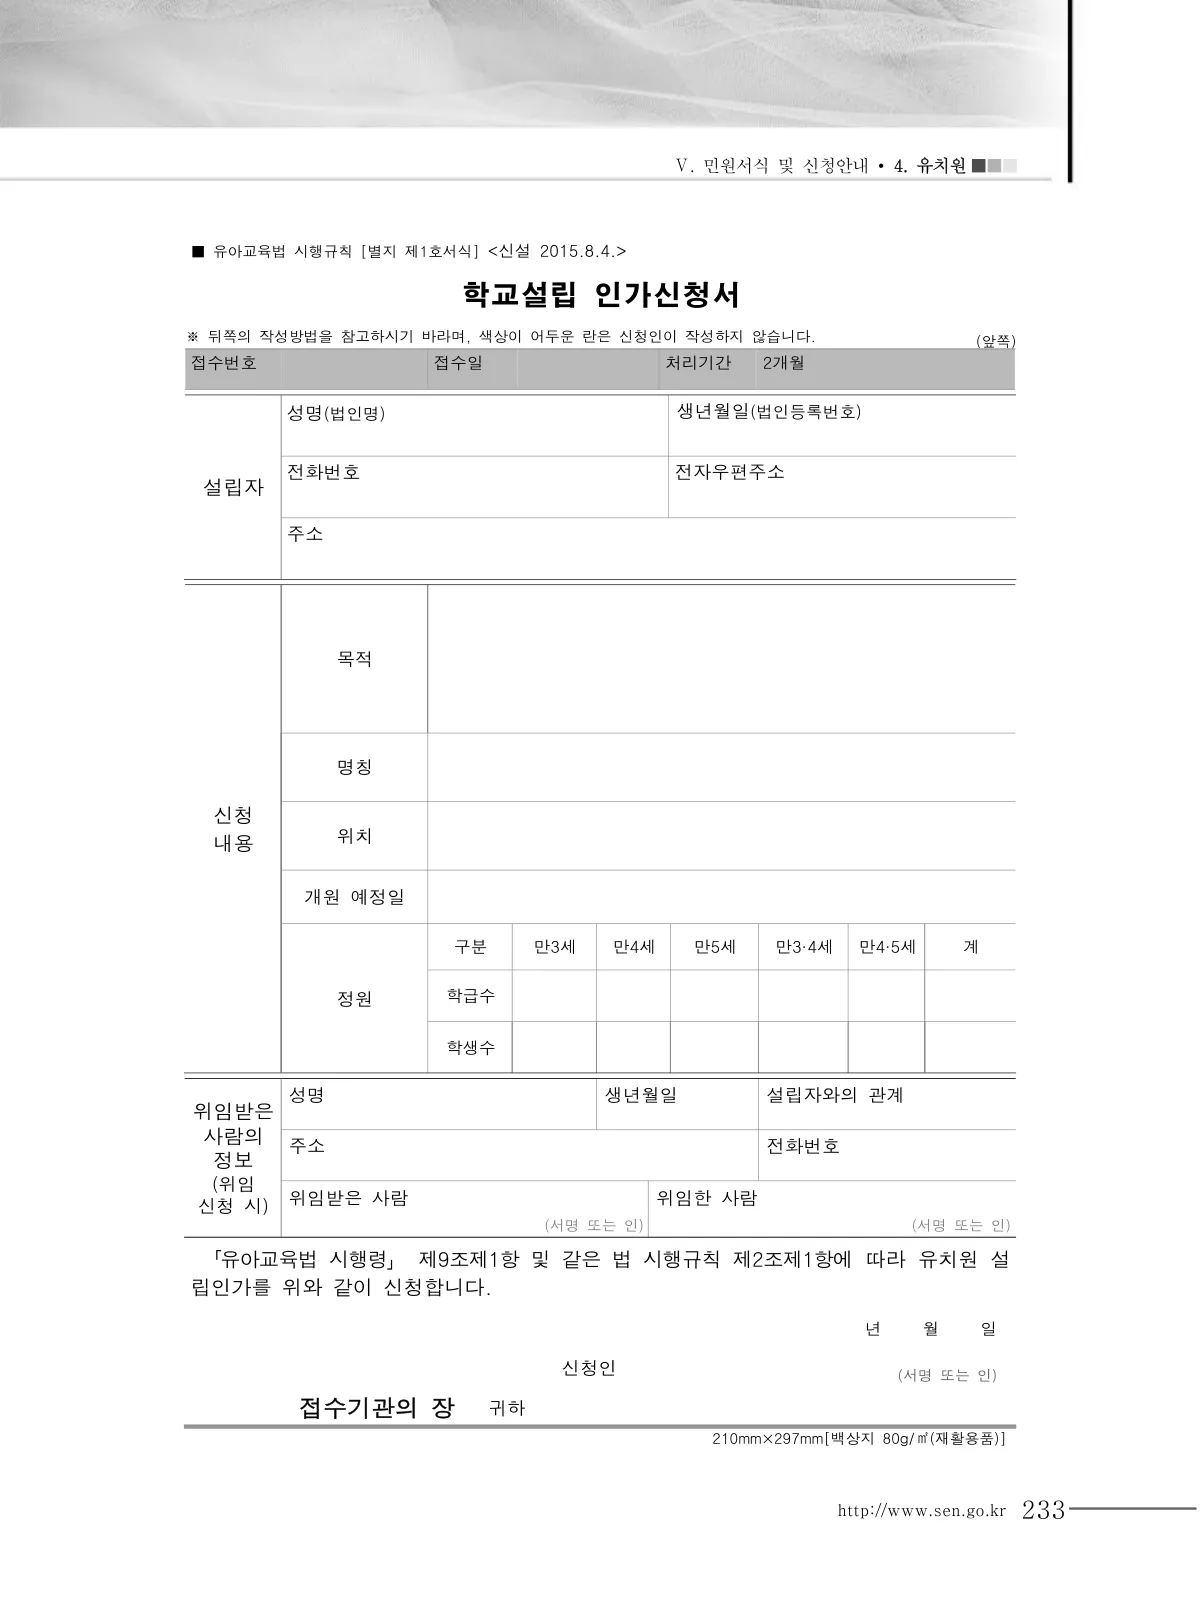 Ⅴ. 민원서식 및 신청안내 • 4. 유치원
■ 유아교육법 시행규칙 [별지 제1호서식] <신설 2015.8.4.>
학교설립 인가신청서
※ 뒤쪽의 작성방법을 참고하시기 바라며, 색상이 어두운 란은 신청인이 작성하지 않습니다.
(앞쪽)
접수번호 접수일 처리기간 2개월
설립자
성명(법인명) 생년월일(법인등록번호)
전화번호 전자우편주소
주소
신청
내용
목적
명칭
위치
개원 예정일
정원
구분 만3세 만4세 만5세 만3·4세 만4·5세 계
학급수
학생수
위임받은
사람의
정보
(위임
신청 시)
성명 생년월일 설립자와의 관계
주소 전화번호
위임받은 사람 위임한 사람
(서명 또는 인) (서명 또는 인)
「유아교육법 시행령」 제9조제1항 및 같은 법 시행규칙 제2조제1항에 따라 유치원 설
립인가를 위와 같이 신청합니다.
년 월 일
신청인 (서명 또는 인)
접수기관의 장 귀하
210mm×297mm[백상지 80g/㎡(재활용품)]
http://www.sen.go.kr 233